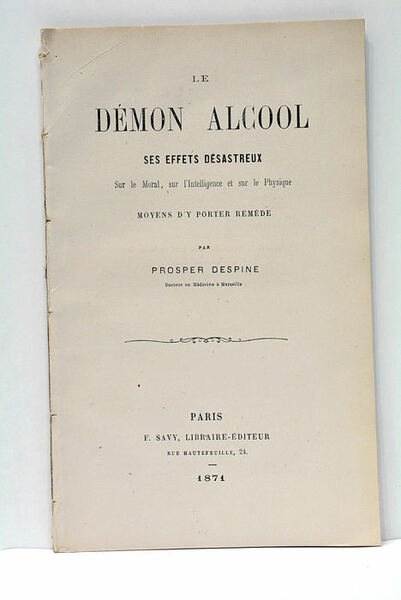 LE
DÉMON ALCOOL
SES EFFETS DÉSASTREUX
Sur le Moral, sur l'Intelligence et sur le Physique
MOYENS D'Y PORTER REMÈDE
PAR
PROSPER DESPINE
Docteur en Médecine à Marseille
PARIS
F. SAVY, LIBRAIRE-ÉDITEUR
RUE HAUTEFEUILLE, 24.
1871